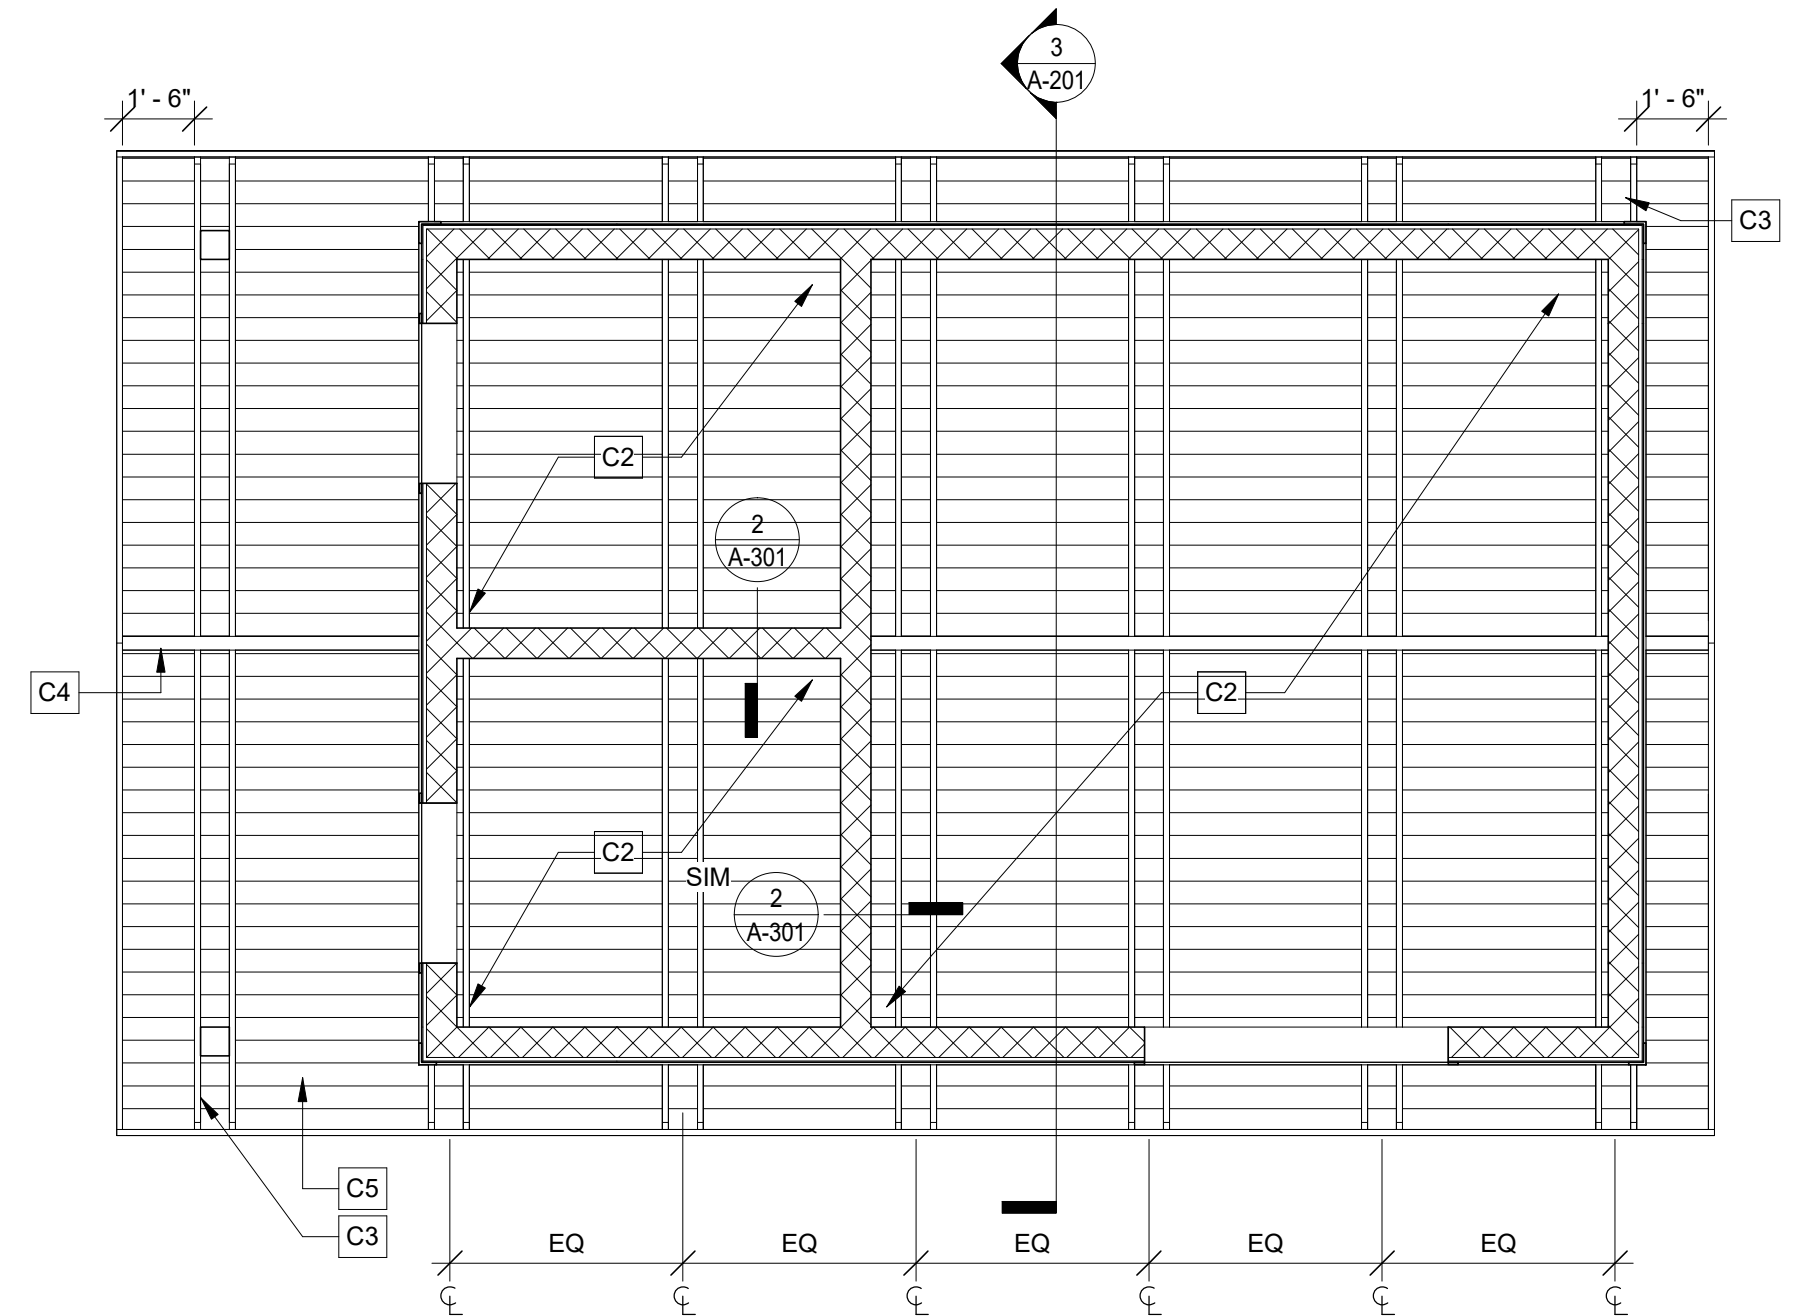 3
A-201
1' - 6"
1' - 6"
C3
C2
2
A-301
C4
C2
C2
SIM
2
A-301
C5
C3
EQ
EQ
EQ
EQ
EQ
℄
℄
℄
℄
℄
℄